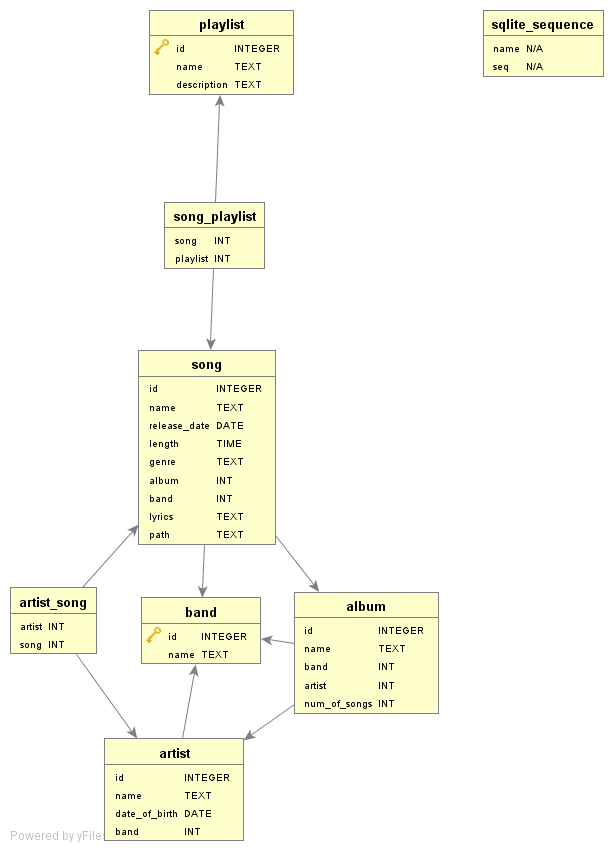 playlist
id INTEGER
name TEXT
description TEXT
sqlite_sequence
name N/A
seq N/A
song_playlist
song INT
playlist INT
song
id INTEGER
name TEXT
release_date DATE
length TIME
genre TEXT
album INT
band INT
lyrics TEXT
path TEXT
artist_song
artist INT
song INT
band
id INTEGER
name TEXT
album
id INTEGER
name TEXT
band INT
artist INT
num_of_songs INT
artist
id INTEGER
name TEXT
date_of_birth DATE
band INT
Powered by yFiles